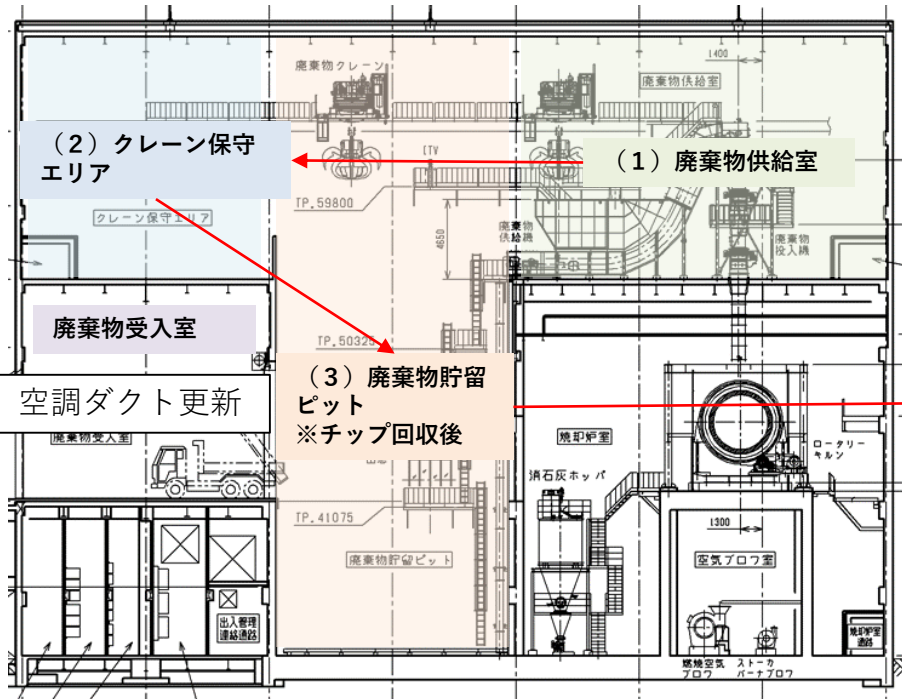 1400
廃棄物クレーン
廃棄物供給室
(2)クレーン保守
エリア
ITV
(1)廃棄物供給室
TP.59800
クレーン保守エリア
4650
廃棄物
供給機
廃棄物
投入機
廃棄物受入室
TP.50325
(3)廃棄物貯留
ピット
※チップ回収後
空調ダクト更新
廃棄物受入室
焼却炉室
ロータリー
キルン
消石灰ホッパ
TP.41075
1300
廃棄物貯留ピット
空気ブロワ室
出入管理
連絡通路
焼却炉室
通路
燃焼空気
ブロワ
ストーカ
バーナブロワ